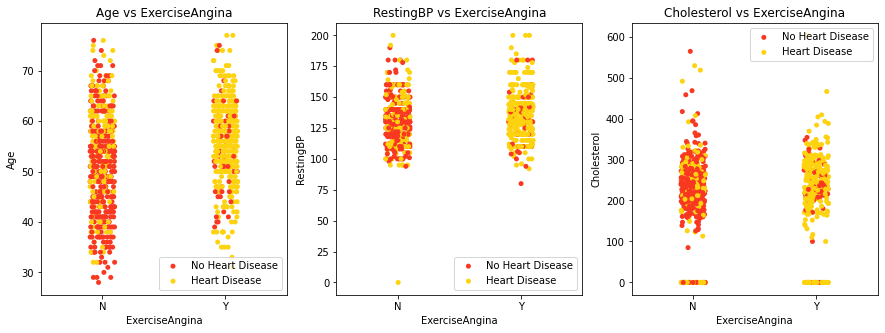 Age vs ExerciseAngina
Age
70
60
50
40
30
No Heart Disease
Heart Disease
N
Y
ExerciseAngina
RestingBP vs ExerciseAngina
RestingBP
200
175
150
125
100
75
50
25
0
No Heart Disease
Heart Disease
N
Y
ExerciseAngina
Cholesterol vs ExerciseAngina
Cholesterol
600
500
400
300
200
100
0
No Heart Disease
Heart Disease
N
Y
ExerciseAngina